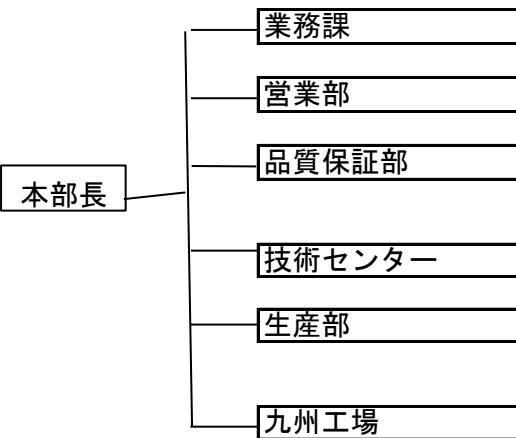 業務課
営業部
品質保証部
本部長
技術センター
生産部
九州工場